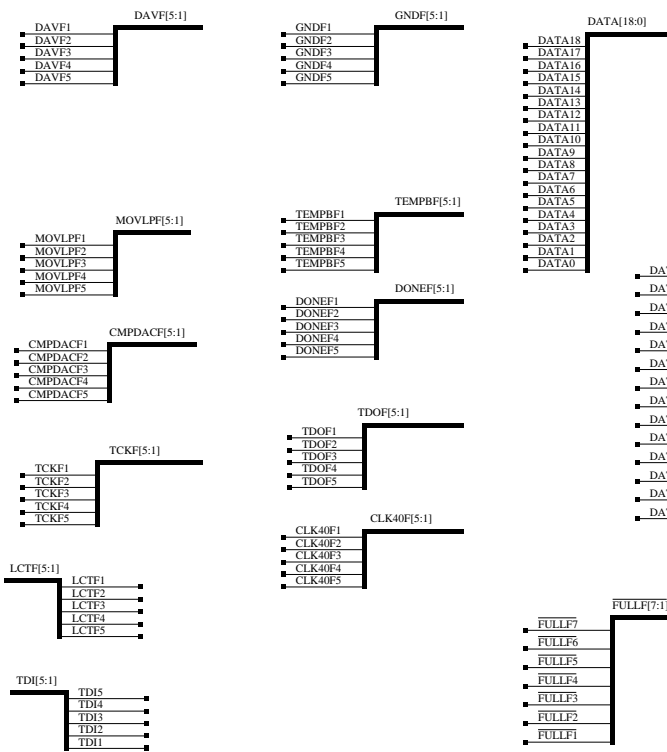 DAVF[5:1]
DAVF1
DAVF2
DAVF3
DAVF4
DAVF5
GNDF[5:1]
GNDF1
GNDF2
GNDF3
GNDF4
GNDF5
DATA[18:0]
DATA18
DATA17
DATA16
DATA15
DATA14
DATA13
DATA12
DATA11
DATA10
DATA9
DATA8
DATA7
DATA6
DATA5
DATA4
DATA3
DATA2
DATA1
DATA0
MOVLPF[5:1]
MOVLPF1
MOVLPF2
MOVLPF3
MOVLPF4
MOVLPF5
TEMPBF[5:1]
TEMPBF1
TEMPBF2
TEMPBF3
TEMPBF4
TEMPBF5
DONEF[5:1]
DONEF1
DONEF2
DONEF3
DONEF4
DONEF5
CMPDACF[5:1]
CMPDACF1
CMPDACF2
CMPDACF3
CMPDACF4
CMPDACF5
TDOF[5:1]
TDOF1
TDOF2
TDOF3
TDOF4
TDOF5
TCKF[5:1]
TCKF1
TCKF2
TCKF3
TCKF4
TCKF5
CLK40F[5:1]
CLK40F1
CLK40F2
CLK40F3
CLK40F4
CLK40F5
LCTF[5:1]
LCTF1
LCTF2
LCTF3
LCTF4
LCTF5
FULLF[7:1]
FULLF7
FULLF6
FULLF5
FULLF4
FULLF3
FULLF2
FULLF1
TDI[5:1]
TDI5
TDI4
TDI3
TDI2
TDI1